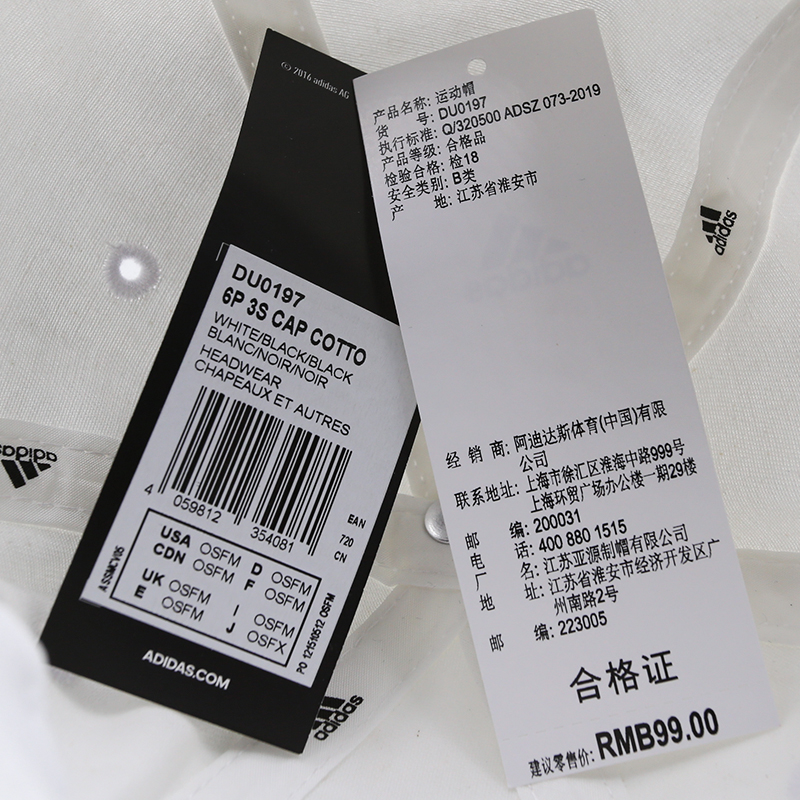 © 2016 adidas AG
DU0197
6P 3S CAP COTTO
WHITE/BLACK/BLACK
BLANC/NOIR/NOIR
HEADWEAR
CHAPEAUX ET AUTRES
4 059812 354081
EAN
720
CN
A.SSMCV05
USA OSFM D OSFM
CDN OSFM F OSFM
UK OSFM I OSFM
E OSFM J OSFX
PO 121510512 OSFM
ADIDAS.COM
产品名称: 运动帽
货 号: DU0197
执行标准: Q/320500 ADSZ 073-2019
产品等级: 合格品
检验合格: 检18
安全类别: B类
产 地: 江苏省淮安市
经 销 商: 阿迪达斯体育(中国)有限
公司
联系地址: 上海市徐汇区淮海中路999号
上海环贸广场办公楼一期29楼
邮 编: 200031
电 话: 400 880 1515
厂 名: 江苏亚源制帽有限公司
地 址: 江苏省淮安市经济开发区广
州南路2号
邮 编: 223005
合格证
建议零售价: RMB99.00
adidas
adidas
adidas